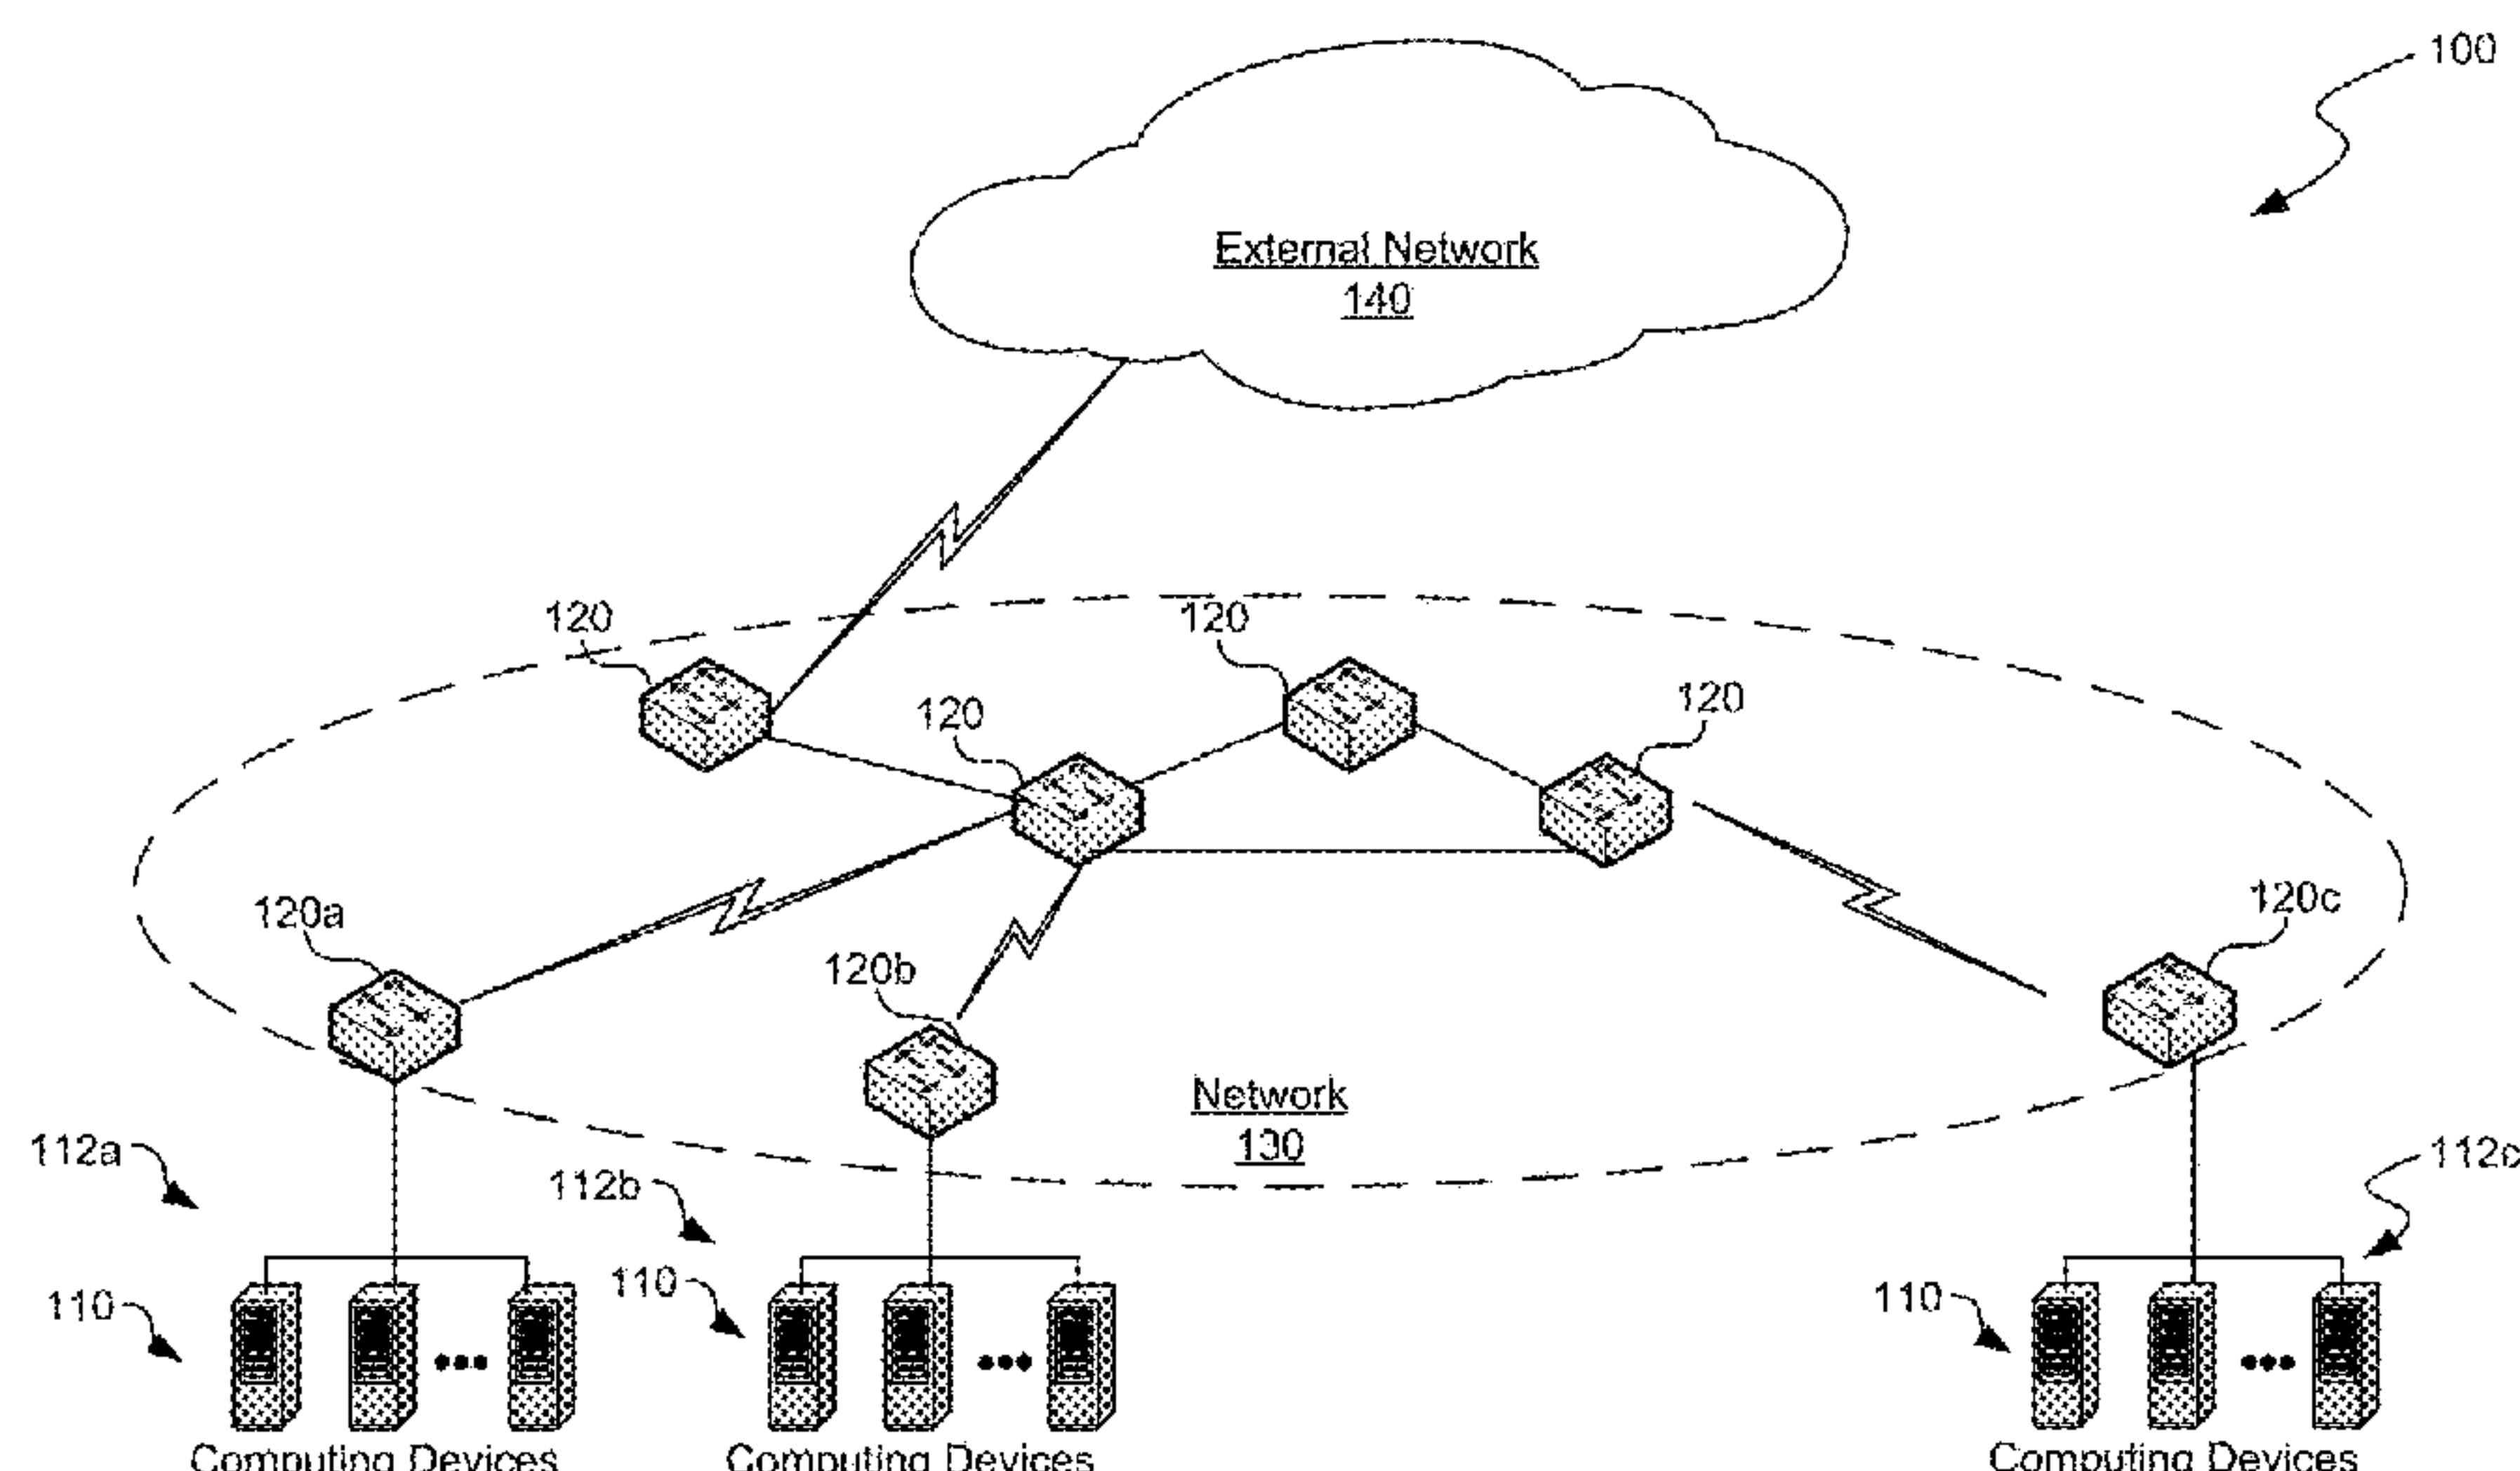 100
External Network
140
120
120
120
120
120a
120b
120c
Network
130
112a
112b
112c
110
110
110
Computing Devices
Computing Devices
Computing Devices